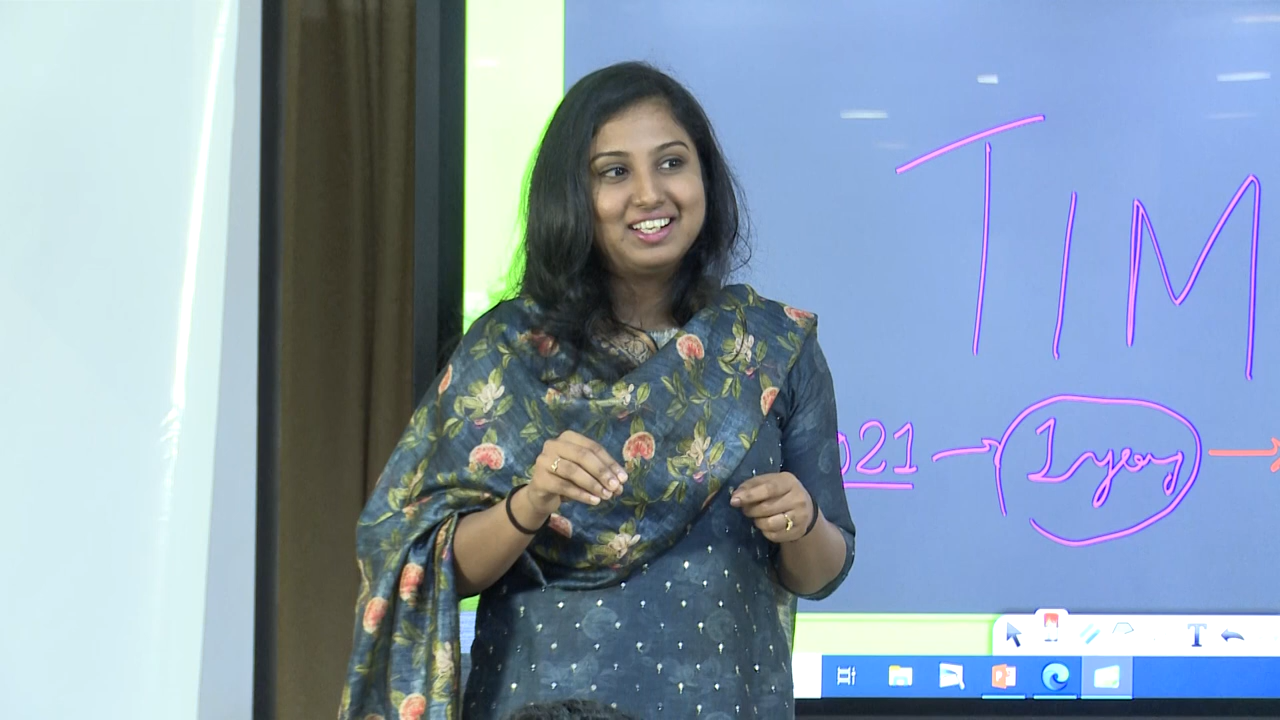 TIM
021 → 1 year →
T